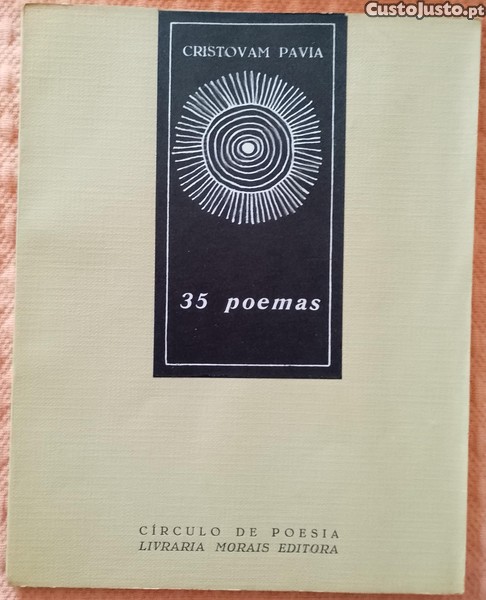 CustoJusto.pt
CRISTOVAM PAVIA
35 poemas
CÍRCULO DE POESIA
LIVRARIA MORAIS EDITORA